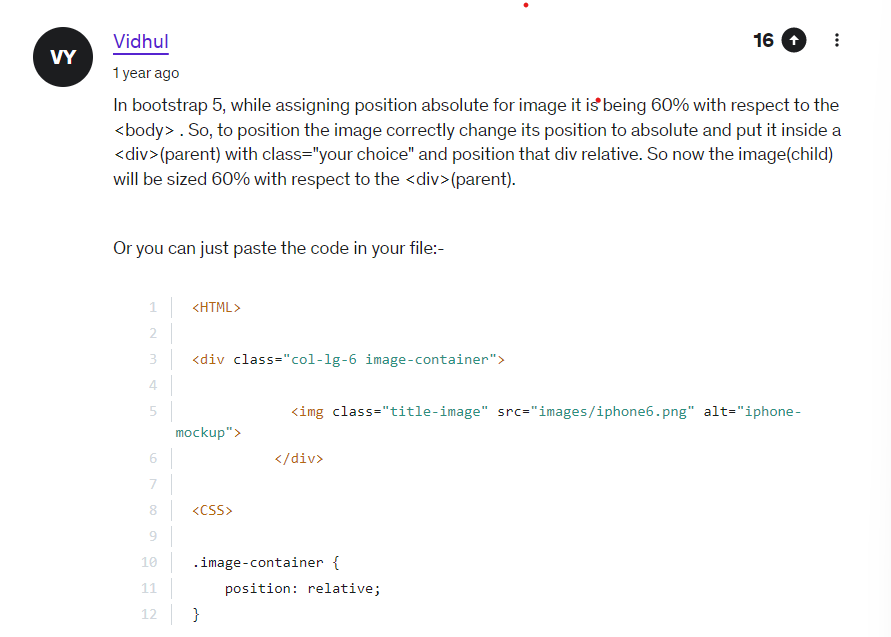 VY
Vidhul
16
1 year ago
In bootstrap 5, while assigning position absolute for image it is being 60% with respect to the
<body> . So, to position the image correctly change its position to absolute and put it inside a
<div>(parent) with class="your choice" and position that div relative. So now the image(child)
will be sized 60% with respect to the <div>(parent).
Or you can just paste the code in your file:-
1 <HTML>
2
3 <div class="col-lg-6 image-container">
4
5 <img class="title-image" src="images/iphone6.png" alt="iphone-
mockup">
6 </div>
7
8 <CSS>
9
10 .image-container {
11 position: relative;
12 }